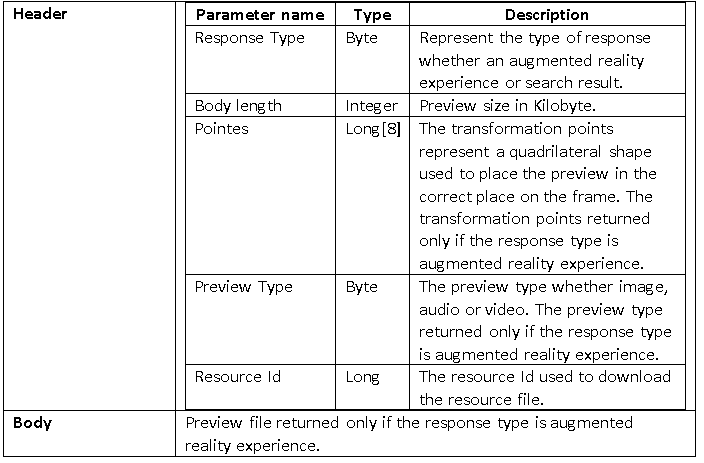 Header
Parameter name Type Description
Response Type Byte Represent the type of response
whether an augmented reality
experience or search result.
Body length Integer Preview size in Kilobyte.
Pointes Long[8] The transformation points
represent a quadrilateral shape
used to place the preview in the
correct place on the frame. The
transformation points returned
only if the response type is
augmented reality experience.
Preview Type Byte The preview type whether image,
audio or video. The preview type
returned only if the response type
is augmented reality experience.
Resource Id Long The resource Id used to download
the resource file.
Body Preview file returned only if the response type is augmented
reality experience.